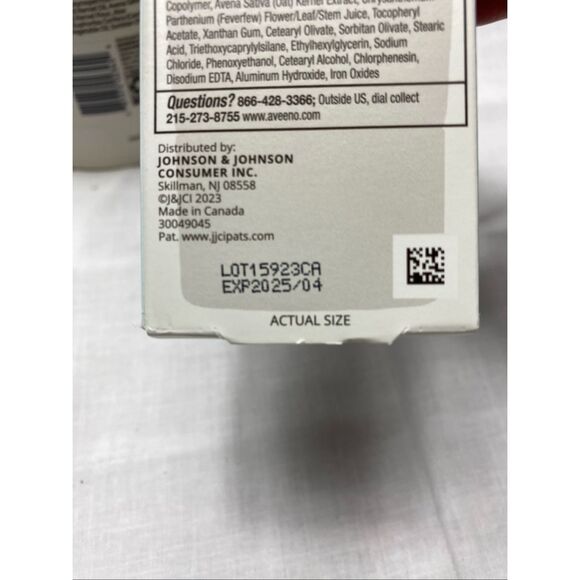 Copolymer, Avena Sativa (Oat) Kernel Extract,
Parthenium (Feverfew) Flower/Leaf/Stem Juice, Tocopheryl
Acetate, Xanthan Gum, Cetearyl Olivate, Sorbitan Olivate, Stearic
Acid, Triethoxycaprylylsilane, Ethylhexylglycerin, Sodium
Chloride, Phenoxyethanol, Cetearyl Alcohol, Chlorphenesin,
Disodium EDTA, Aluminum Hydroxide, Iron Oxides
Questions? 866-428-3366; Outside US, dial collect
215-273-8755 www.aveeno.com
Distributed by:
JOHNSON & JOHNSON
CONSUMER INC.
Skillman, NJ 08558
©J&JCI 2023
Made in Canada
30049045
Pat. www.jjcipats.com
LOT15923CA
EXP2025/04
ACTUAL SIZE